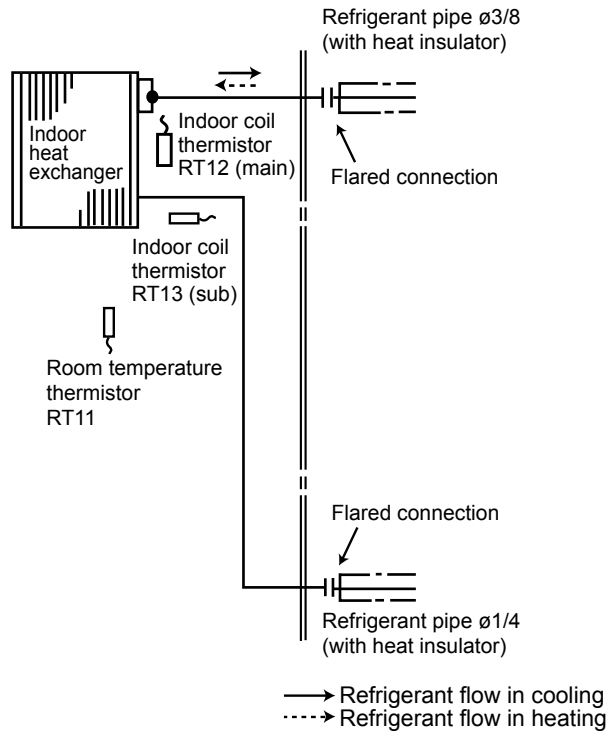 Refrigerant pipe ø3/8
(with heat insulator)
Indoor
heat
exchanger
Indoor coil
thermistor
RT12 (main)
Flared connection
Indoor coil
thermistor
RT13 (sub)
Room temperature
thermistor
RT11
Flared connection
Refrigerant pipe ø1/4
(with heat insulator)
Refrigerant flow in cooling
Refrigerant flow in heating